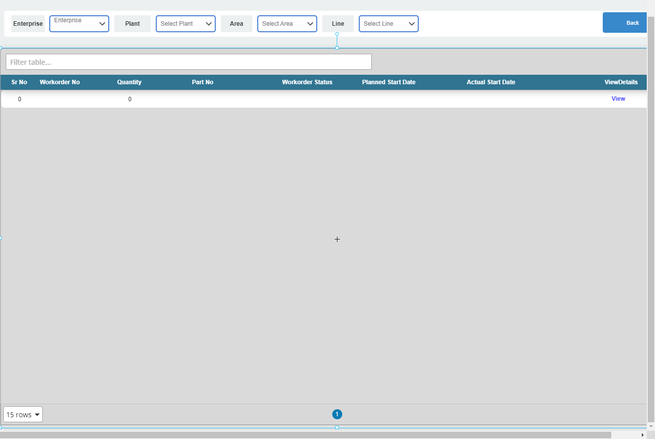 Enterprise Enterprise Plant Select Plant Area Select Area Line Select Line Back
Filter table...
Sr No Workorder No Quantity Part No Workorder Status Planned Start Date Actual Start Date ViewDetails
0 0 View
15 rows 1